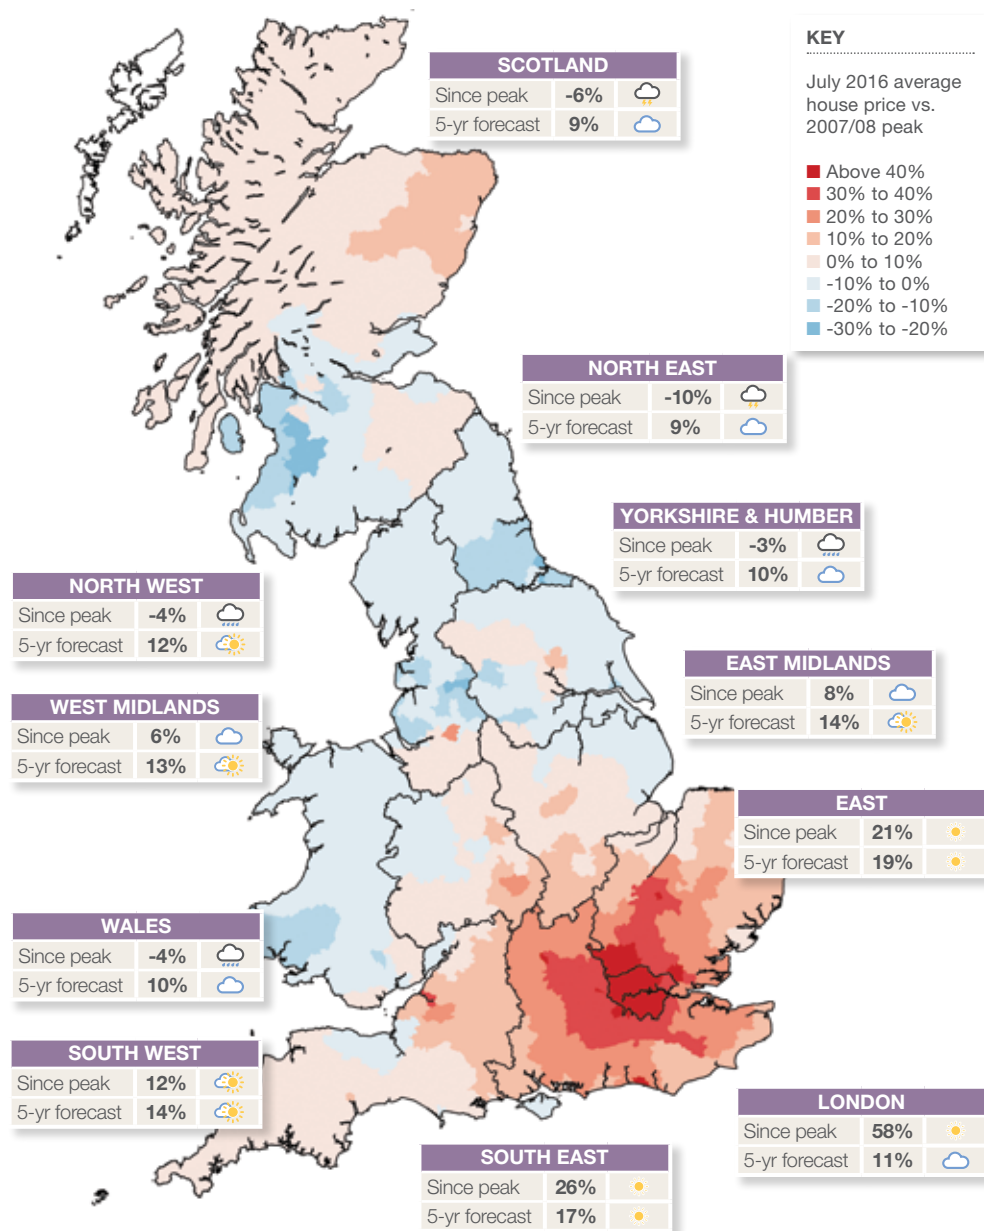 KEY
July 2016 average
house price vs.
2007/08 peak
Above 40%
30% to 40%
20% to 30%
10% to 20%
0% to 10%
-10% to 0%
-20% to -10%
-30% to -20%
SCOTLAND
Since peak -6%
5-yr forecast 9%
NORTH EAST
Since peak -10%
5-yr forecast 9%
YORKSHIRE & HUMBER
Since peak -3%
5-yr forecast 10%
NORTH WEST
Since peak -4%
5-yr forecast 12%
EAST MIDLANDS
Since peak 8%
5-yr forecast 14%
WEST MIDLANDS
Since peak 6%
5-yr forecast 13%
EAST
Since peak 21%
5-yr forecast 19%
WALES
Since peak -4%
5-yr forecast 10%
SOUTH WEST
Since peak 12%
5-yr forecast 14%
LONDON
Since peak 58%
5-yr forecast 11%
SOUTH EAST
Since peak 26%
5-yr forecast 17%